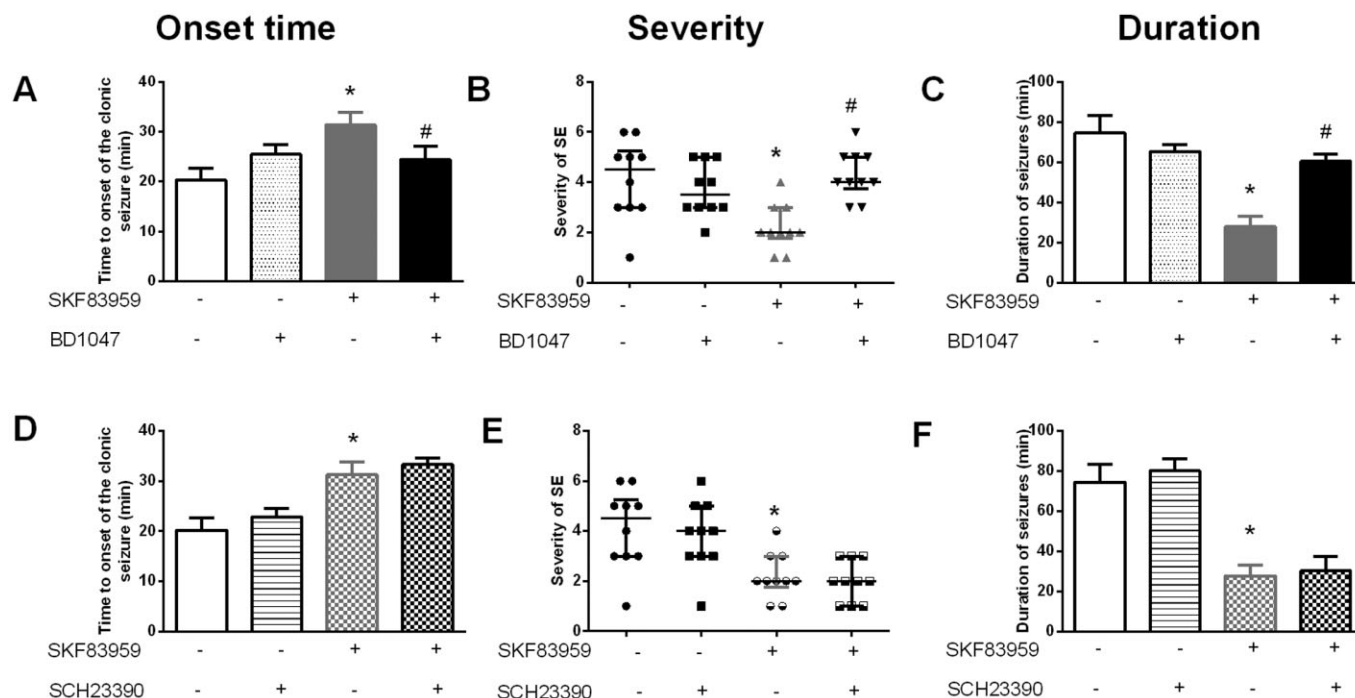 Onset time Severity Duration
A
Time to onset of the clonic
seizure (min)
40
30
20
10
0
*
#
SKF83959 - - + +
BD1047 - + - +
B
Severity of SE
8
6
4
2
0
*
#
SKF83959 - - + +
BD1047 - + - +
C
Duration of seizures (min)
100
80
60
40
20
0
*
#
SKF83959 - - + +
BD1047 - + - +
D
Time to onset of the clonic
seizure (min)
40
30
20
10
0
*
SKF83959 - - + +
SCH23390 - + - +
E
Severity of SE
8
6
4
2
0
*
SKF83959 - - + +
SCH23390 - + - +
F
Duration of seizures (min)
100
80
60
40
20
0
*
SKF83959 - - + +
SCH23390 - + - +